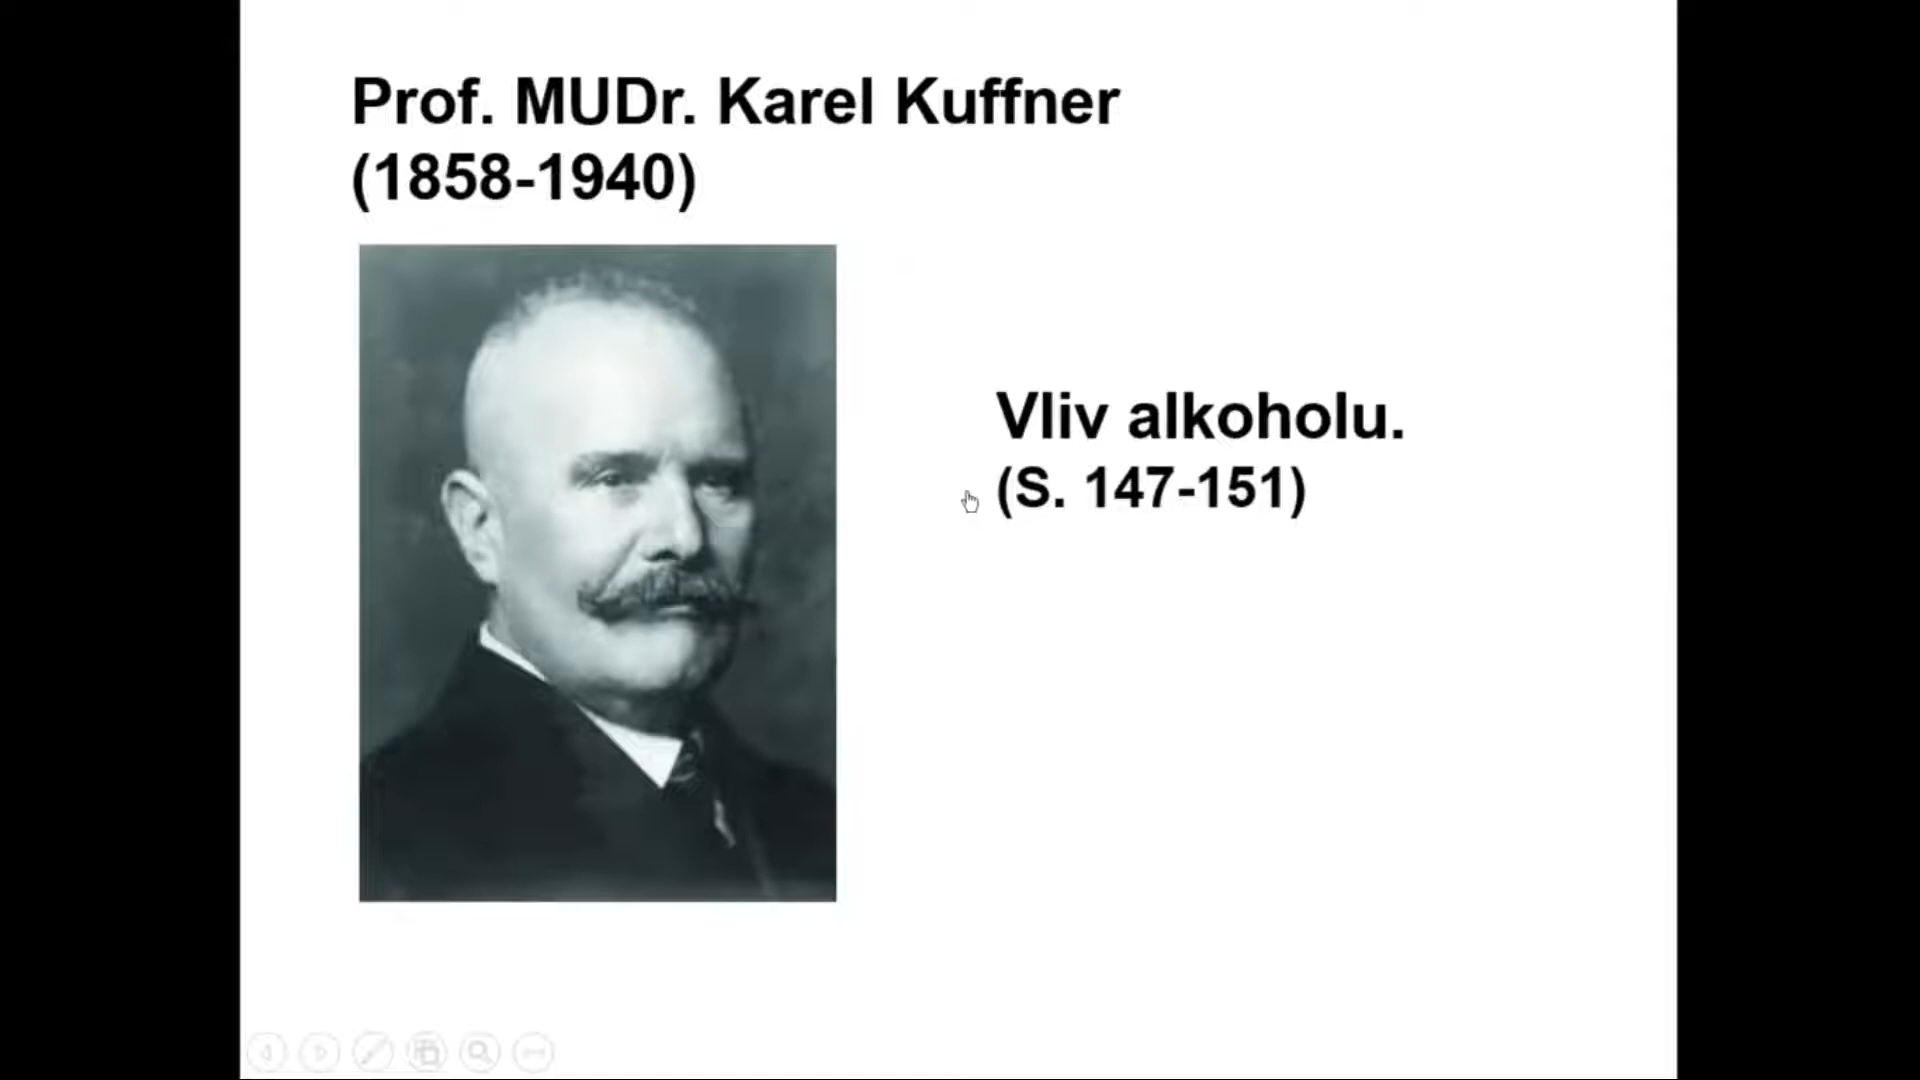 Prof. MUDr. Karel Kuffner
(1858-1940)
Vliv alkoholu.
(S. 147-151)